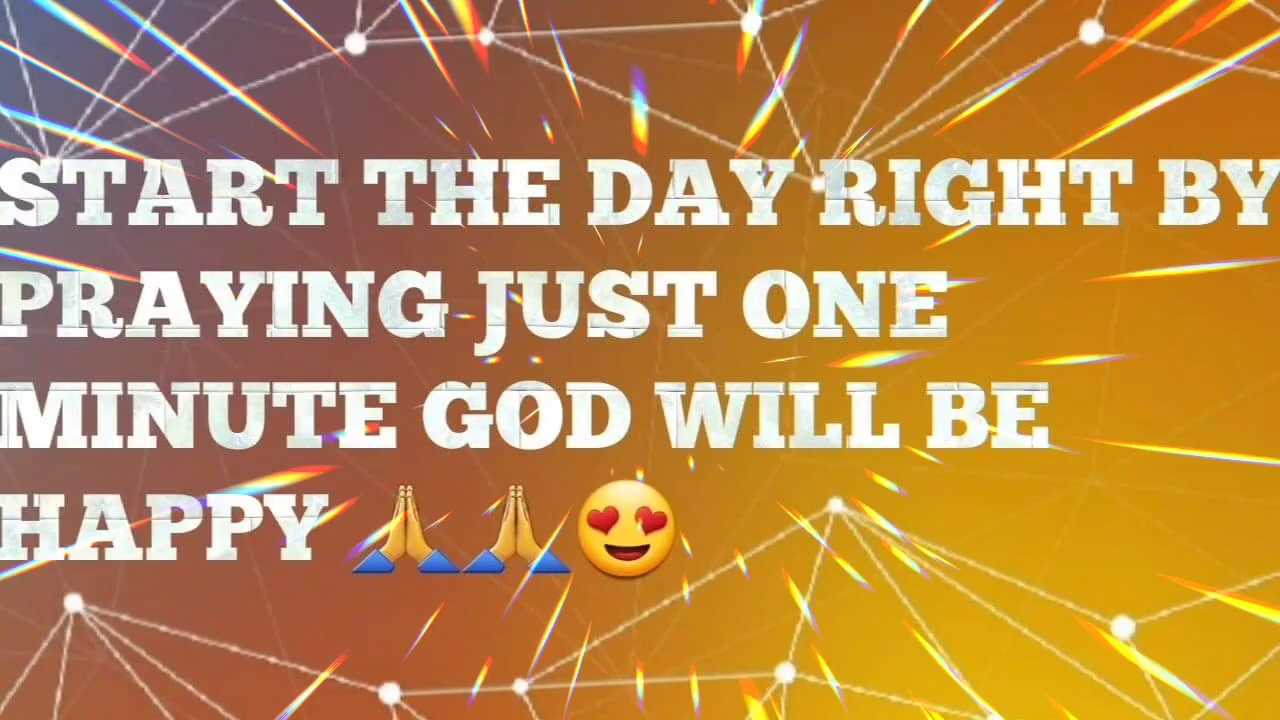 START THE DAY RIGHT BY
PRAYING JUST ONE
MINUTE GOD WILL BE
HAPPY 🙏🙏😍